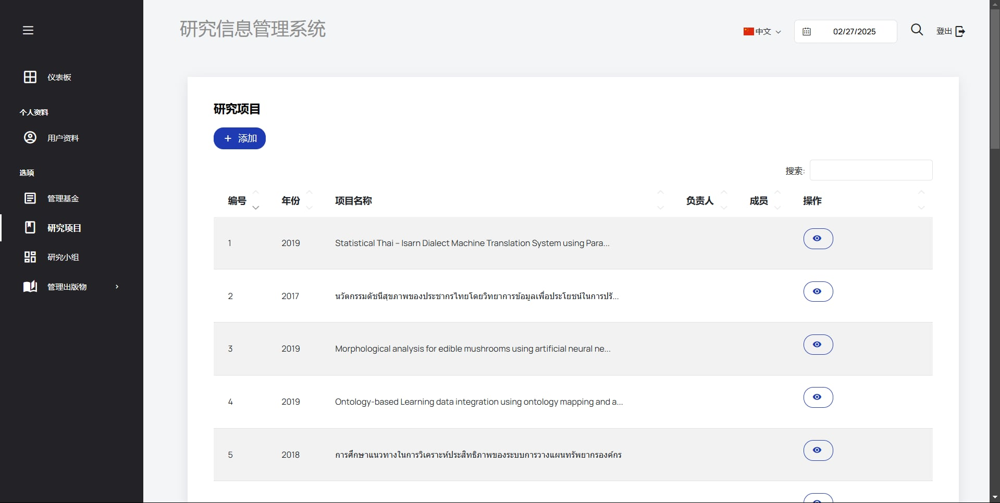 研究信息管理系统
中文
02/27/2025
登出
仪表板
个人资料
用户资料
选项
管理基金
研究项目
研究小组
管理出版物
研究项目
+ 添加
搜索:
编号 年份 项目名称 负责人 成员 操作
1 2019 Statistical Thai – Isarn Dialect Machine Translation System using Para...
2 2017 นวัตกรรมดัชนีสุขภาพของประชากรไทยโดยวิทยาการข้อมูลเพื่อประโยชน์ในการปรั...
3 2019 Morphological analysis for edible mushrooms using artificial neural ne...
4 2019 Ontology-based Learning data integration using ontology mapping and a...
5 2018 การศึกษาแนวทางในการวิเคราะห์ประสิทธิภาพของระบบการวางแผนทรัพยากรองค์กร